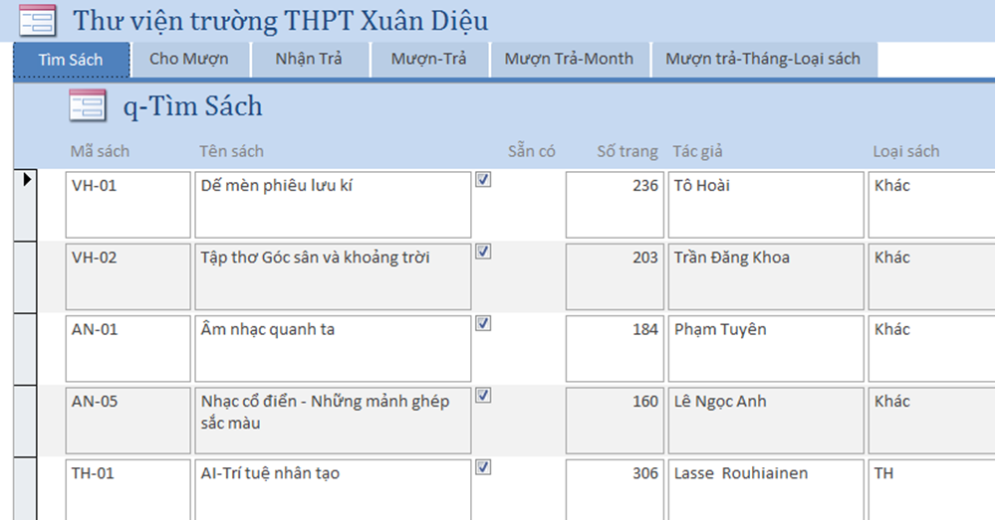 Thư viện trường THPT Xuân Diệu
Tìm Sách Cho Mượn Nhận Trả Mượn-Trả Mượn Trả-Month Mượn trả-Tháng-Loại sách
q-Tìm Sách
Mã sách Tên sách Sẵn có Số trang Tác giả Loại sách
VH-01 Dế mèn phiêu lưu kí 236 Tô Hoài Khác
VH-02 Tập thơ Góc sân và khoảng trời 203 Trần Đăng Khoa Khác
AN-01 Âm nhạc quanh ta 184 Phạm Tuyên Khác
AN-05 Nhạc cổ điển - Những mảnh ghép 160 Lê Ngọc Anh Khác
sắc màu
TH-01 AI-Trí tuệ nhân tạo 306 Lasse Rouhiainen TH